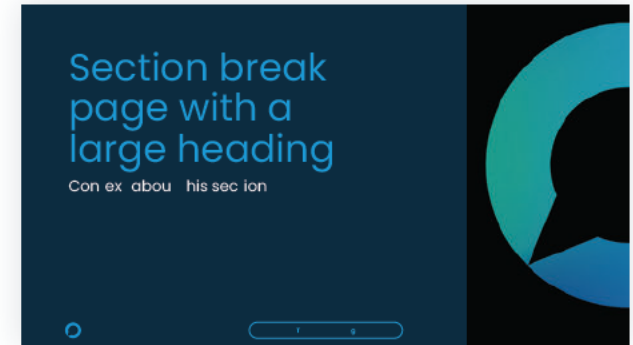 Section break
page with a
large heading
Con ex abou his sec ion